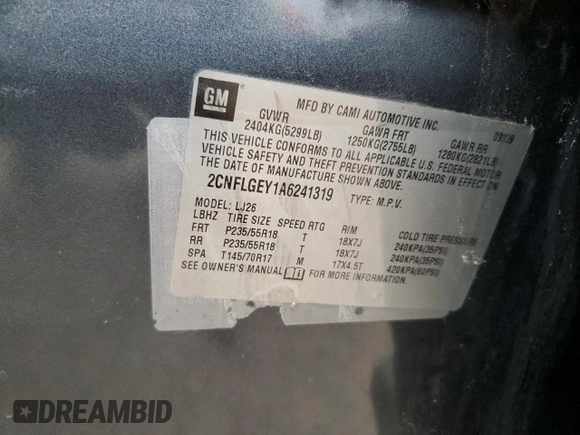 GM
MFD BY CAMI AUTOMOTIVE INC.
GVWR GAWR FRT GAWR RR
2404KG(5299LB) 1250KG(2755LB) 1280KG(2821LB)
THIS VEHICLE CONFORMS TO ALL APPLICABLE U.S. FEDERAL MOTOR
VEHICLE SAFETY AND THEFT PREVENTION STANDARDS IN EFFECT ON
THE DATE OF MANUFACTURE SHOWN ABOVE.
2CNFLGEY1A6241319 TYPE: M.P.V.
MODEL: LJ26
LBHZ TIRE SIZE SPEED RTG RIM COLD TIRE PRESSURE
FRT P235/55R18 T 18X7J 240KPA(35PSI)
RR P235/55R18 T 18X7J 240KPA(35PSI)
SPA T145/70R17 M 17X4.5T 420KPA(60PSI)
SEE OWNER'S MANUAL FOR MORE INFORMATION.
DREAMBID